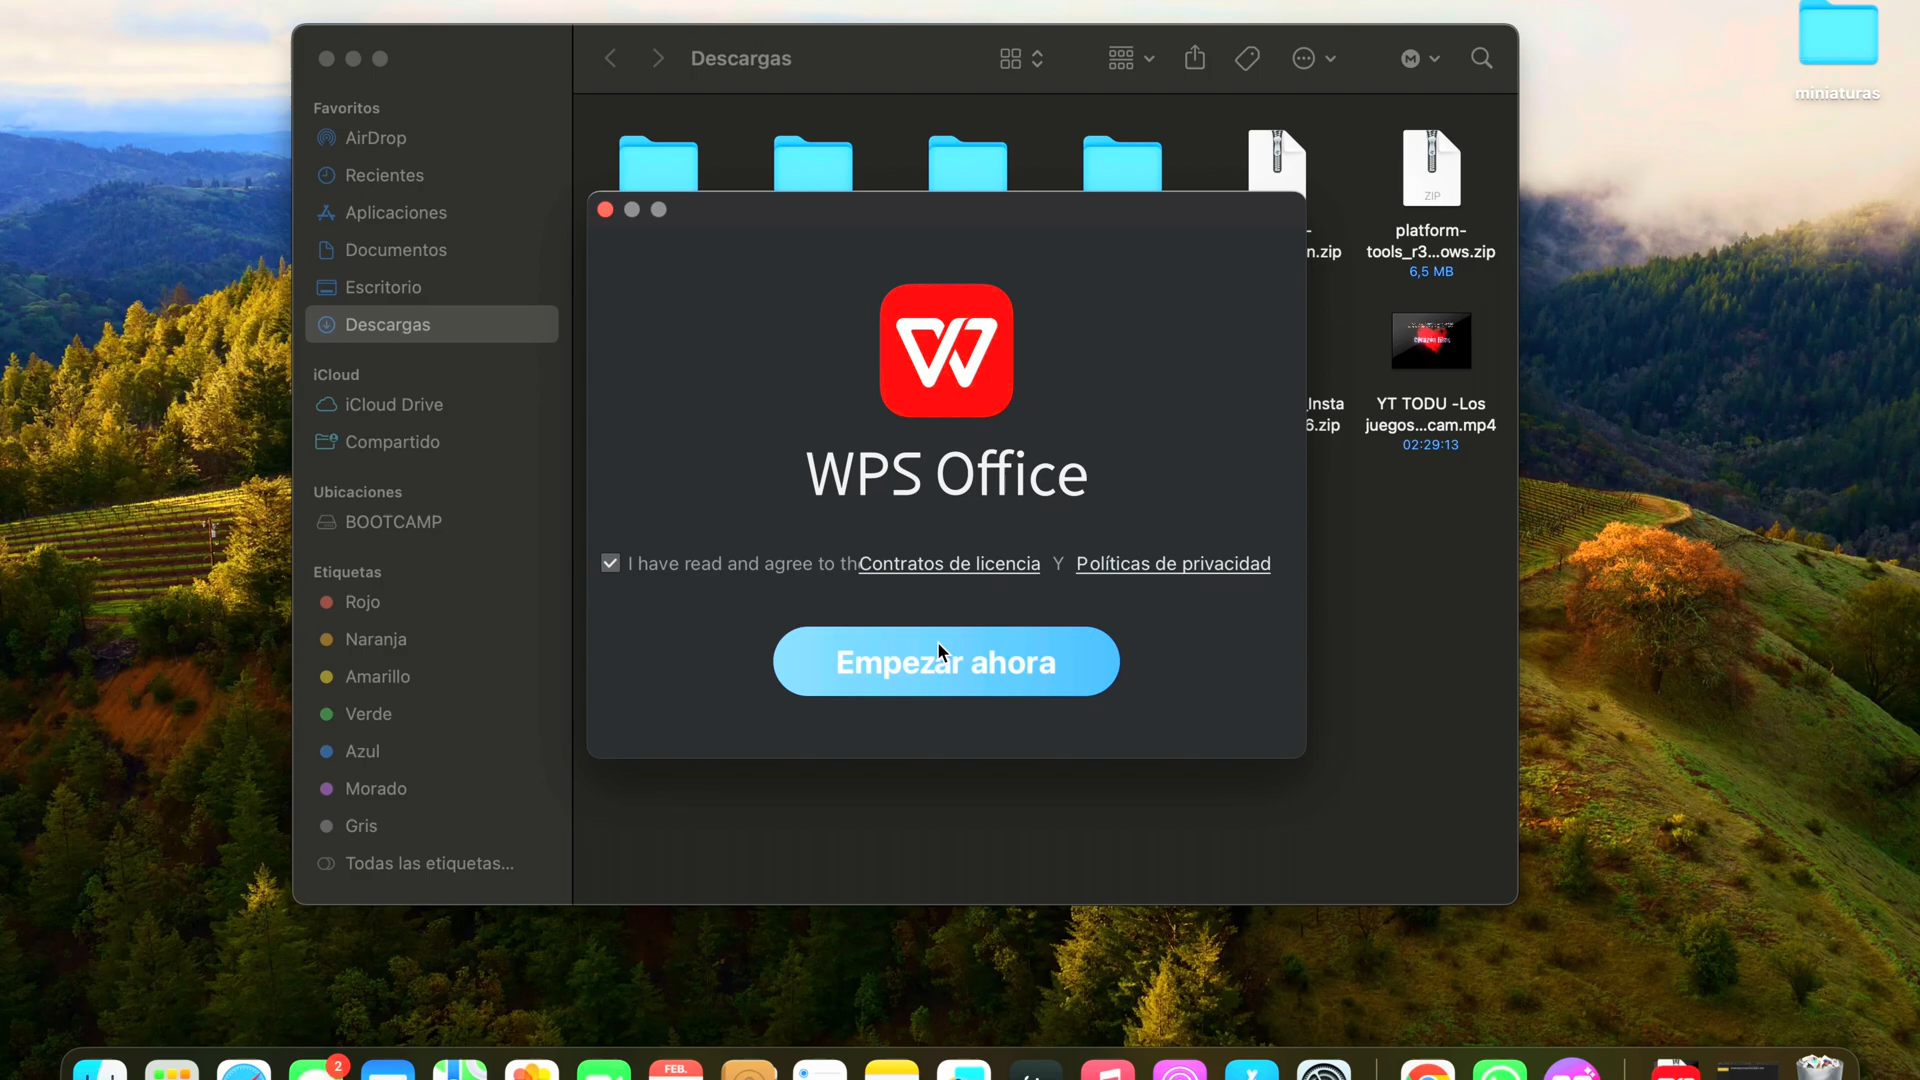 Descargas
miniaturas
Favoritos
AirDrop
Recientes
Aplicaciones
Documentos
Escritorio
Descargas
iCloud
iCloud Drive
Compartido
Ubicaciones
BOOTCAMP
Etiquetas
Rojo
Naranja
Amarillo
Verde
Azul
Morado
Gris
Todas las etiquetas...
M
ZIP
n.zip
platform-
tools_r3...ows.zip
6,5 MB
Insta
6.zip
YT TODU -Los
juegos...cam.mp4
02:29:13
WPS Office
I have read and agree to th Contratos de licencia Y Políticas de privacidad
Empezar ahora
2
FEB.